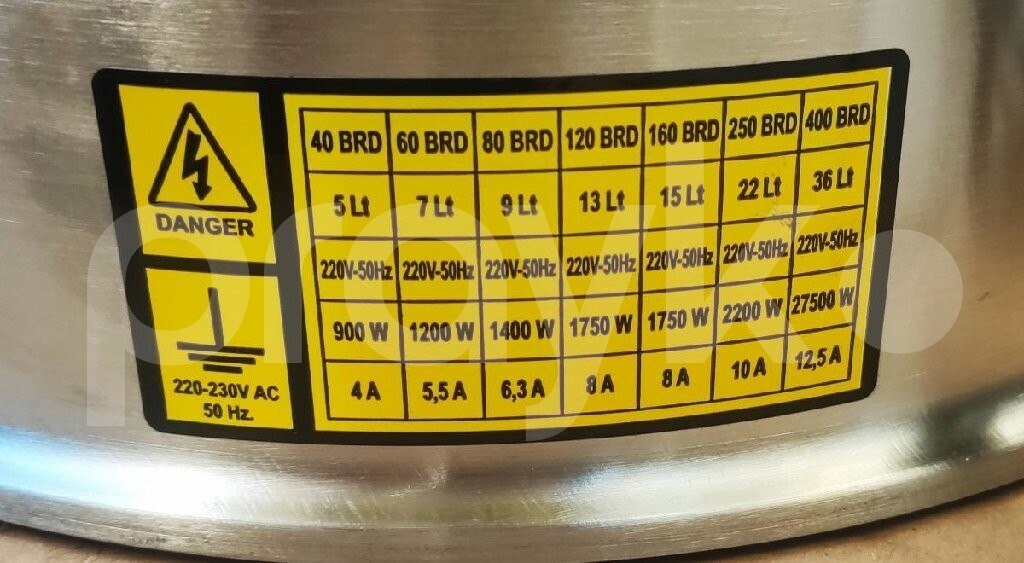 DANGER
220-230V AC
50 Hz.
40 BRD 60 BRD 80 BRD 120 BRD 160 BRD 250 BRD 400 BRD
5 Lt 7 Lt 9 Lt 13 Lt 15 Lt 22 Lt 36 Lt
220V-50Hz 220V-50Hz 220V-50Hz 220V-50Hz 220V-50Hz 220V-50Hz 220V-50Hz
900 W 1200 W 1400 W 1750 W 1750 W 2200 W 27500 W
4 A 5,5 A 6,3 A 8 A 8 A 10 A 12,5 A